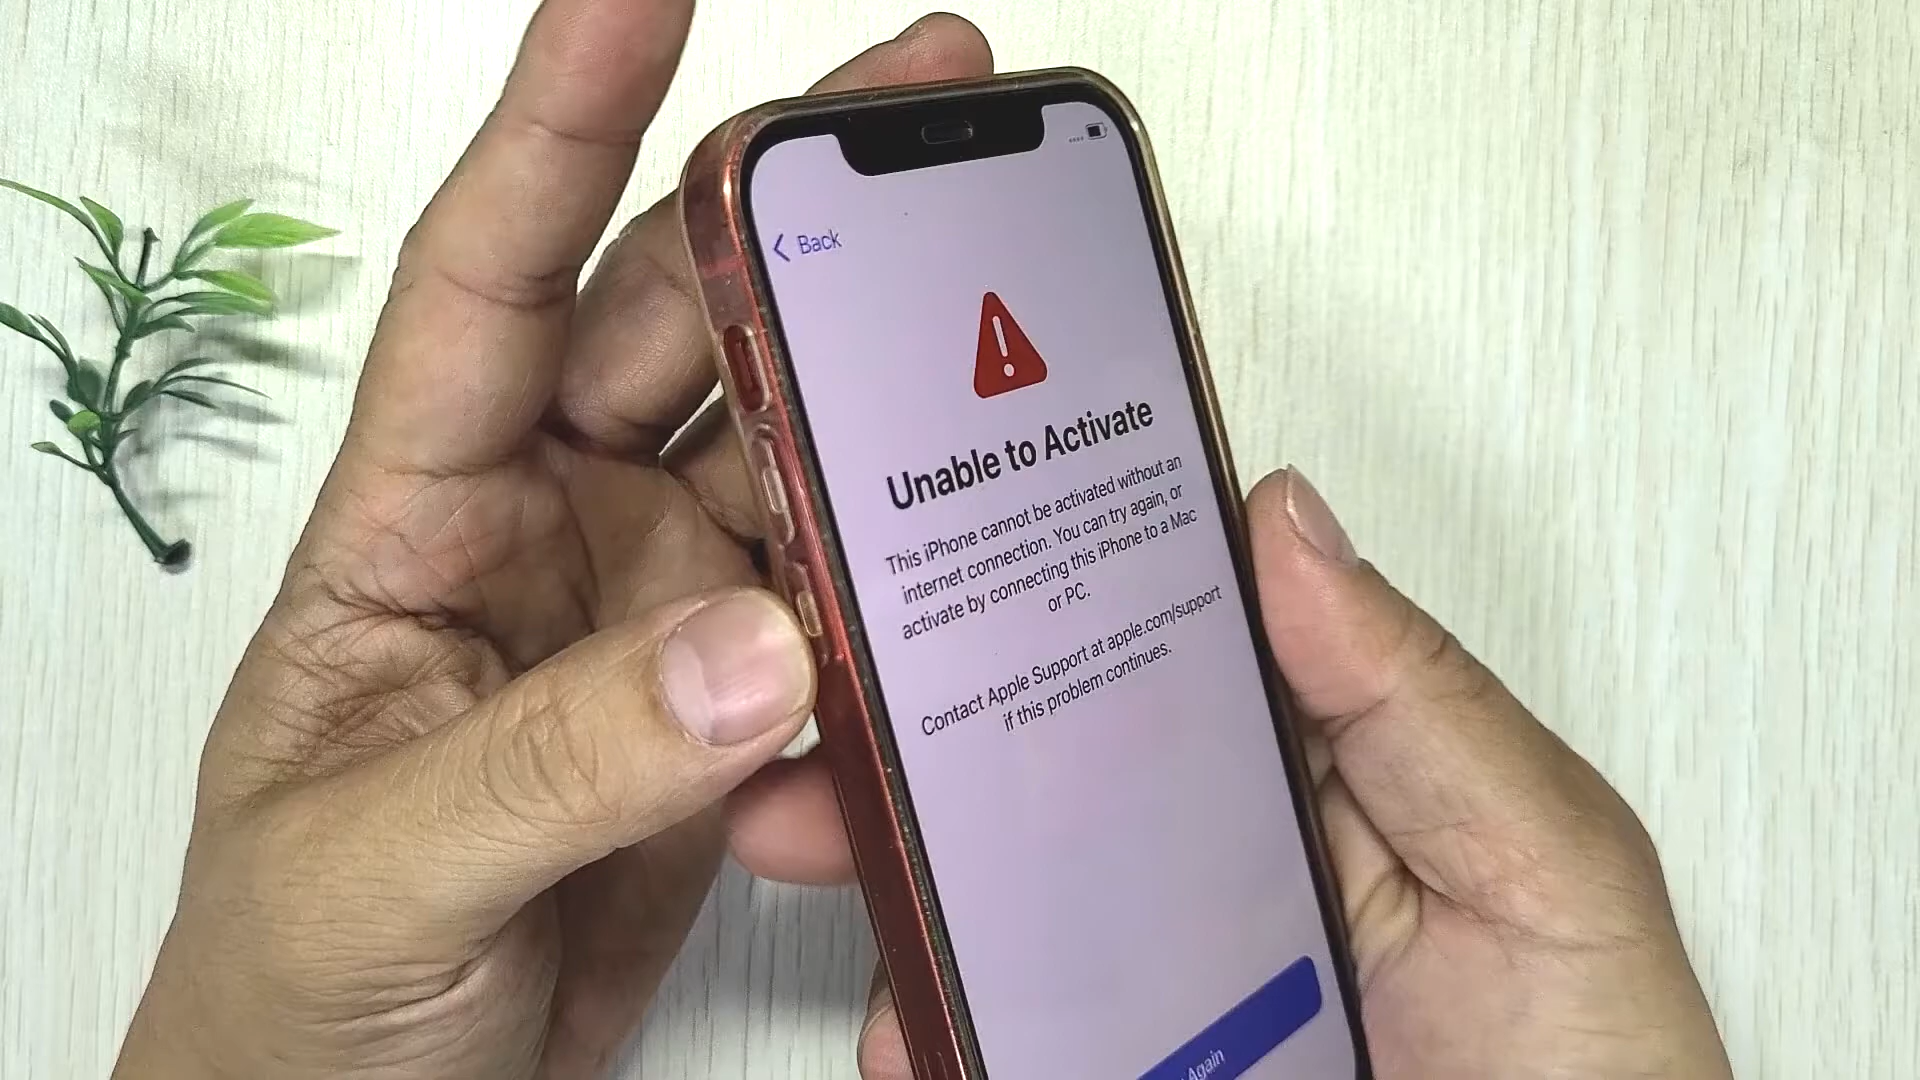 Back
Unable to Activate
This iPhone cannot be activated without an
internet connection. You can try again, or
activate by connecting this iPhone to a Mac
or PC.
Contact Apple Support at apple.com/support
if this problem continues.
Again